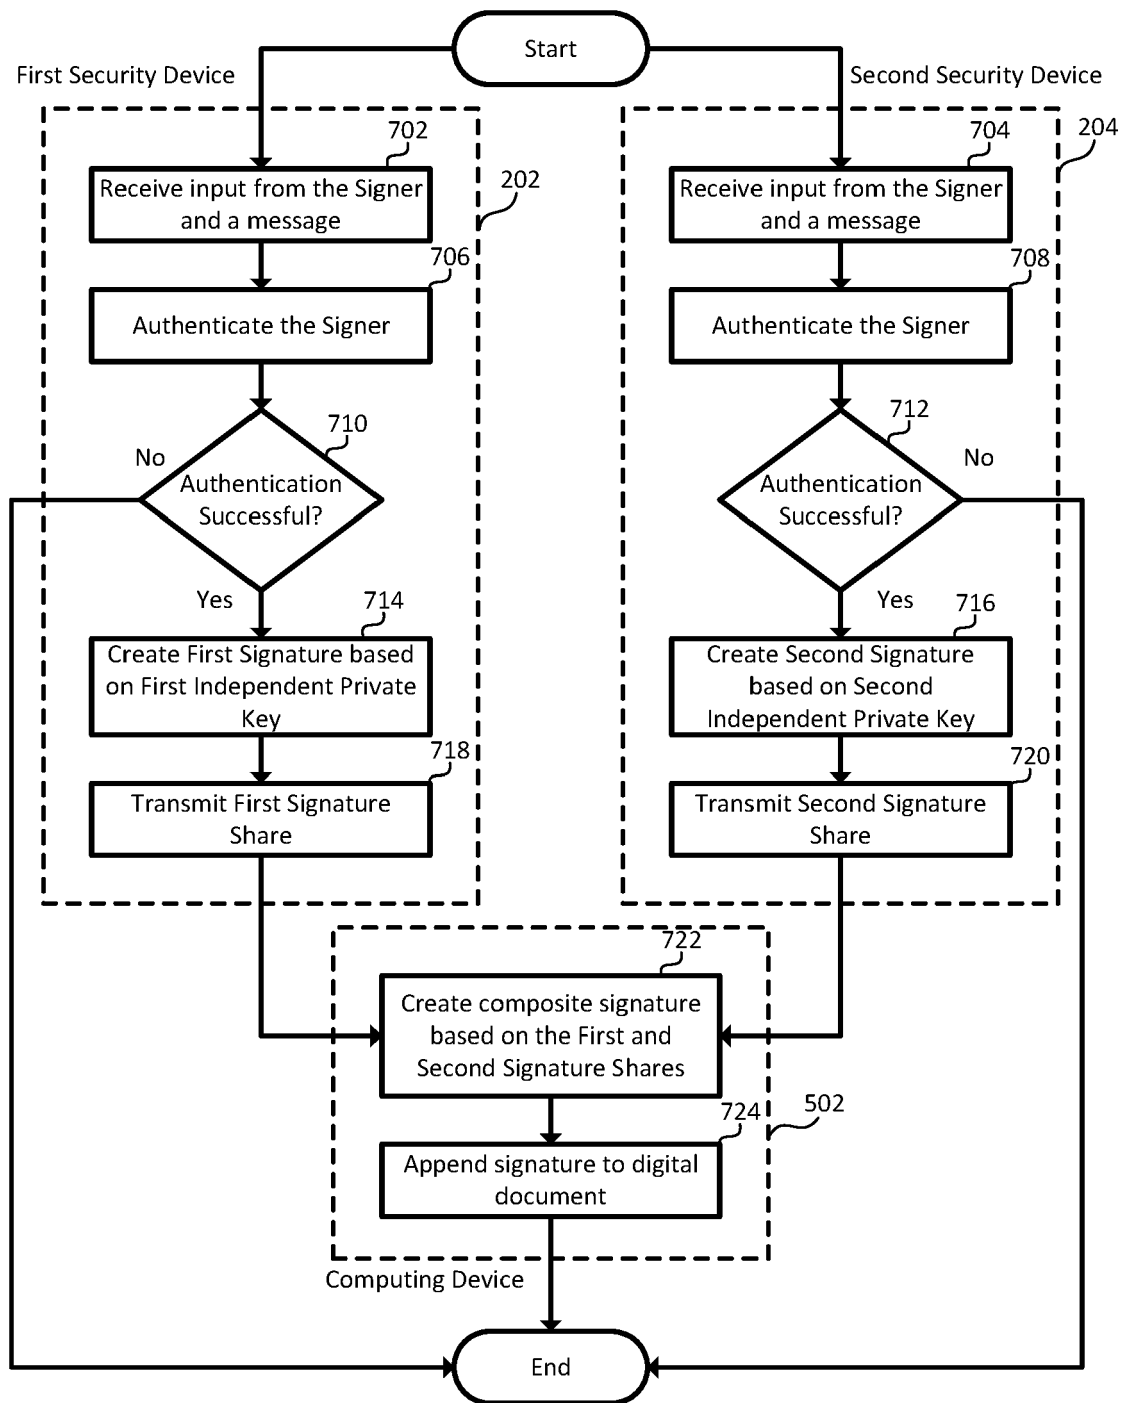 Start
First Security Device
Second Security Device
702
704
204
Receive input from the Signer
and a message
202
Receive input from the Signer
and a message
706
708
Authenticate the Signer
Authenticate the Signer
710
712
No
No
Authentication
Successful?
Authentication
Successful?
Yes
Yes
714
716
Create First Signature based
on First Independent Private
Key
Create Second Signature
based on Second
Independent Private Key
718
720
Transmit First Signature
Share
Transmit Second Signature
Share
722
Create composite signature
based on the First and
Second Signature Shares
724
502
Append signature to digital
document
Computing Device
End